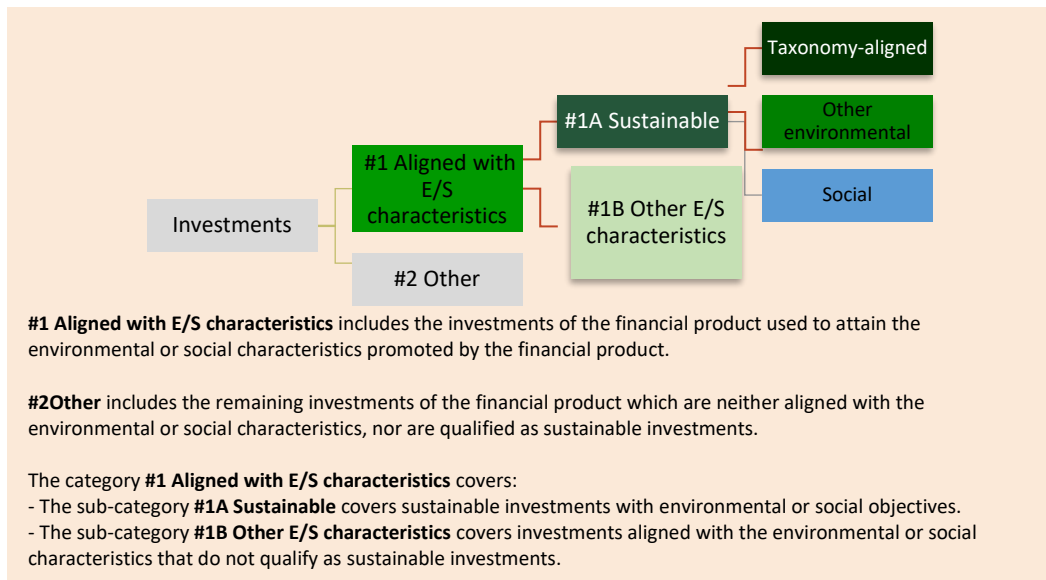 Taxonomy-aligned
#1A Sustainable
Other
environmental
#1 Aligned with
E/S
characteristics
Social
#1B Other E/S
characteristics
Investments
#2 Other
#1 Aligned with E/S characteristics includes the investments of the financial product used to attain the
environmental or social characteristics promoted by the financial product.
#2Other includes the remaining investments of the financial product which are neither aligned with the
environmental or social characteristics, nor are qualified as sustainable investments.
The category #1 Aligned with E/S characteristics covers:
- The sub-category #1A Sustainable covers sustainable investments with environmental or social objectives.
- The sub-category #1B Other E/S characteristics covers investments aligned with the environmental or social
characteristics that do not qualify as sustainable investments.